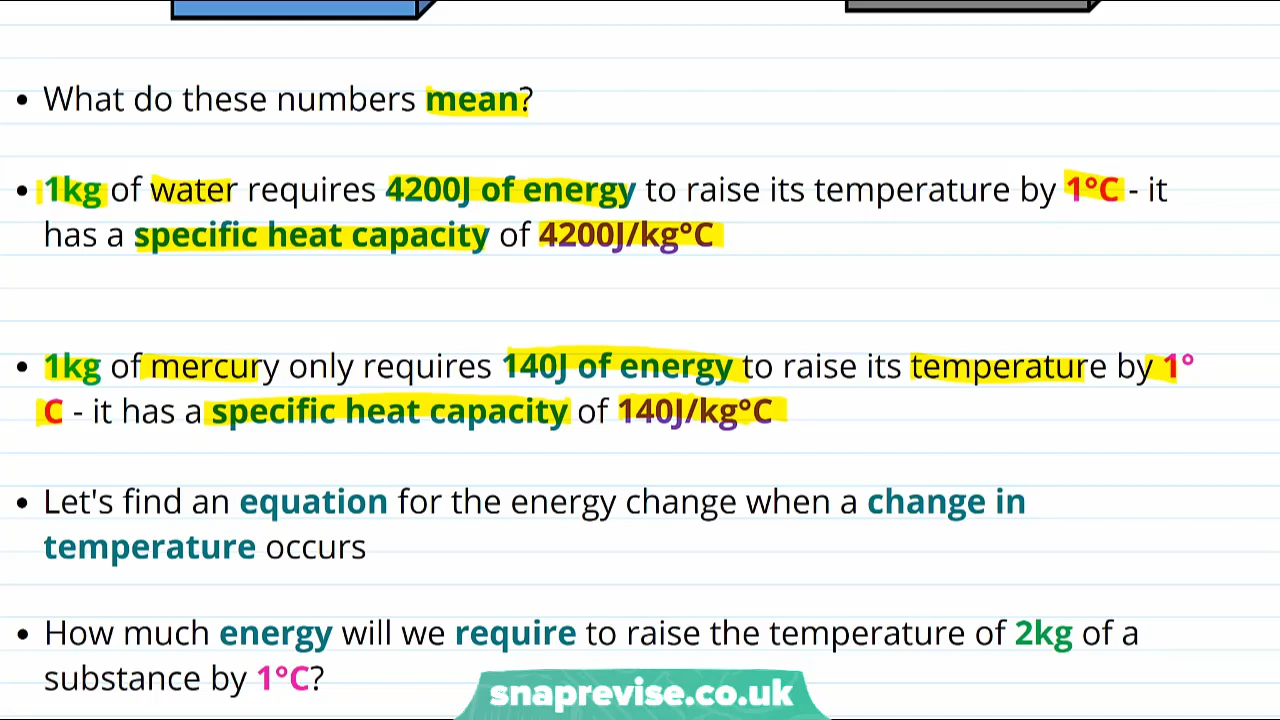 • What do these numbers mean?
• 1kg of water requires 4200J of energy to raise its temperature by 1°C - it
has a specific heat capacity of 4200J/kg°C
• 1kg of mercury only requires 140J of energy to raise its temperature by 1°
C - it has a specific heat capacity of 140J/kg°C
• Let's find an equation for the energy change when a change in
temperature occurs
• How much energy will we require to raise the temperature of 2kg of a
substance by 1°C?
snaprevise.co.uk